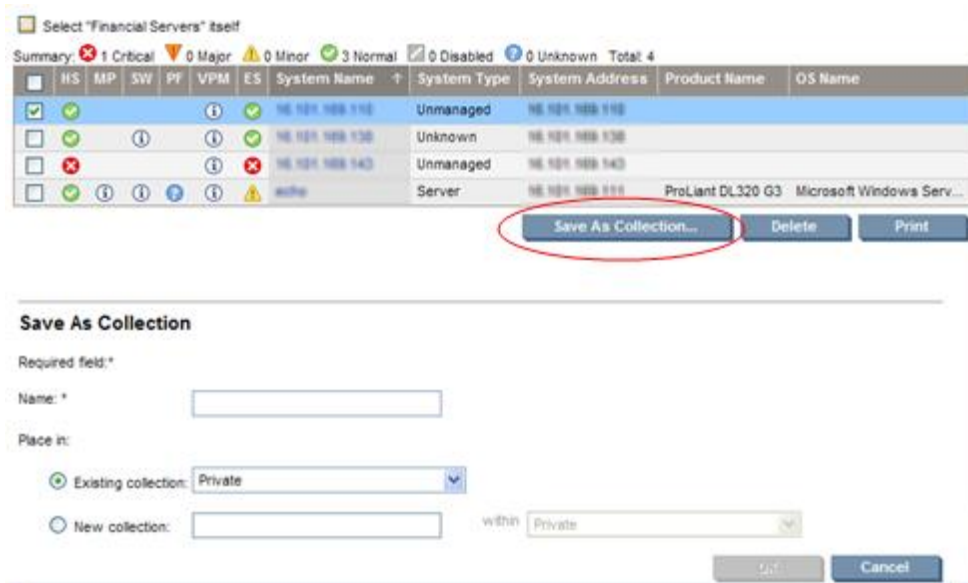 Select "Financial Servers" itself
Summary: 1 Critical 0 Major 0 Minor 3 Normal 0 Disabled 0 Unknown Total: 4
HS MP SW PF VPM ES System Name ↑ System Type System Address Product Name OS Name
Unmanaged
Unknown
Unmanaged
Server ProLiant DL320 G3 Microsoft Windows Serv...
Save As Collection... Delete Print
Save As Collection
Required field:*
Name: *
Place in:
Existing collection: Private
New collection: within Private
Cancel